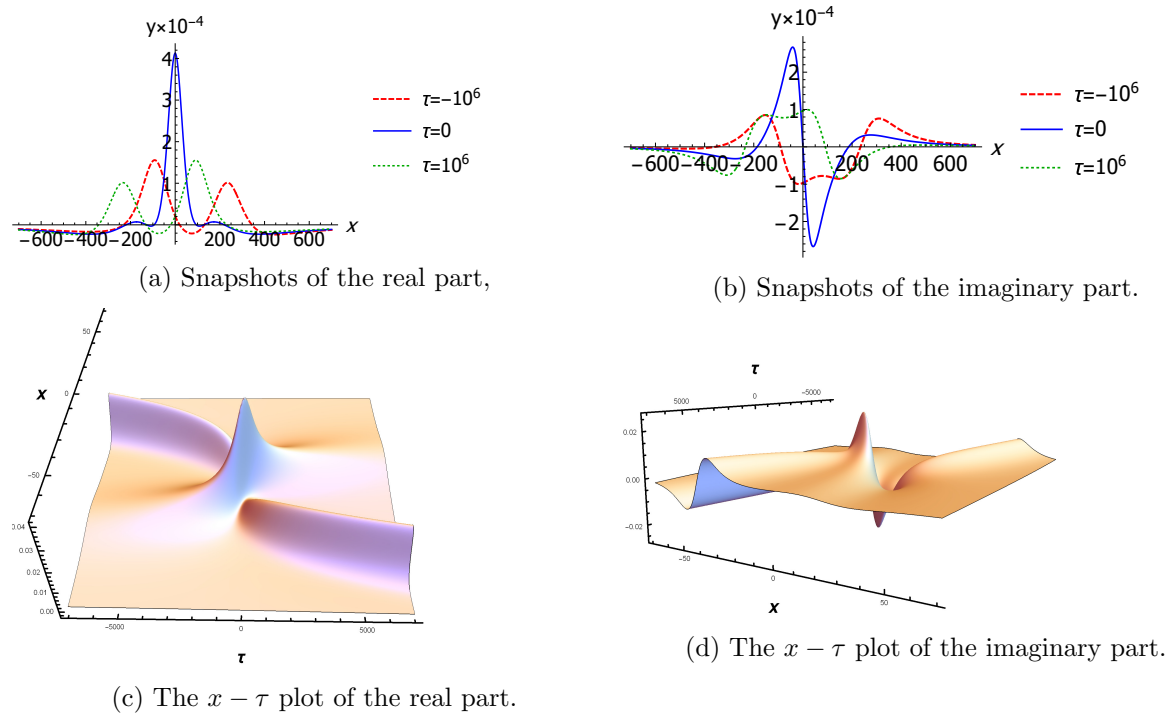 y×10⁻⁴
4
3
2
1
−600 −400 −200 200 400 600 x
τ=−10⁶
τ=0
τ=10⁶
(a) Snapshots of the real part,
y×10⁻⁴
2
1
−1
−2
−600 −400 −200 200 400 600 x
τ=−10⁶
τ=0
τ=10⁶
(b) Snapshots of the imaginary part.
50
x 0
−50
0.04
0.03
0.02
0.01
0.00
−5000 0 5000
τ
(c) The x − τ plot of the real part.
τ
5000 0 −5000
0.02
0.00
−0.02
−50 0 50
x
(d) The x − τ plot of the imaginary part.